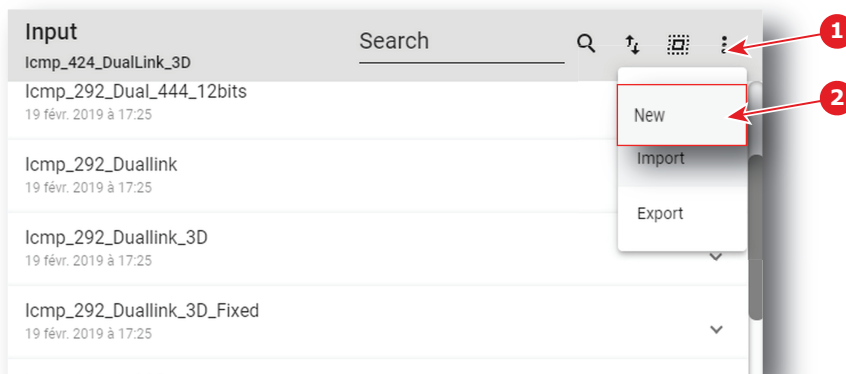 Input
Icmp_424_DualLink_3D
Search
1
Icmp_292_Dual_444_12bits
19 févr. 2019 à 17:25
2
New
Import
Export
Icmp_292_Duallink
19 févr. 2019 à 17:25
Icmp_292_Duallink_3D
19 févr. 2019 à 17:25
Icmp_292_Duallink_3D_Fixed
19 févr. 2019 à 17:25